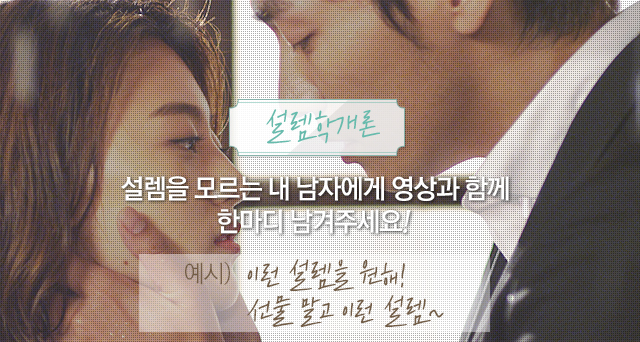 설렘학개론
설렘을 모르는 내 남자에게 영상과 함께
한마디 남겨주세요!
예시) 이런 설렘을 원해!
선물 말고 이런 설렘~